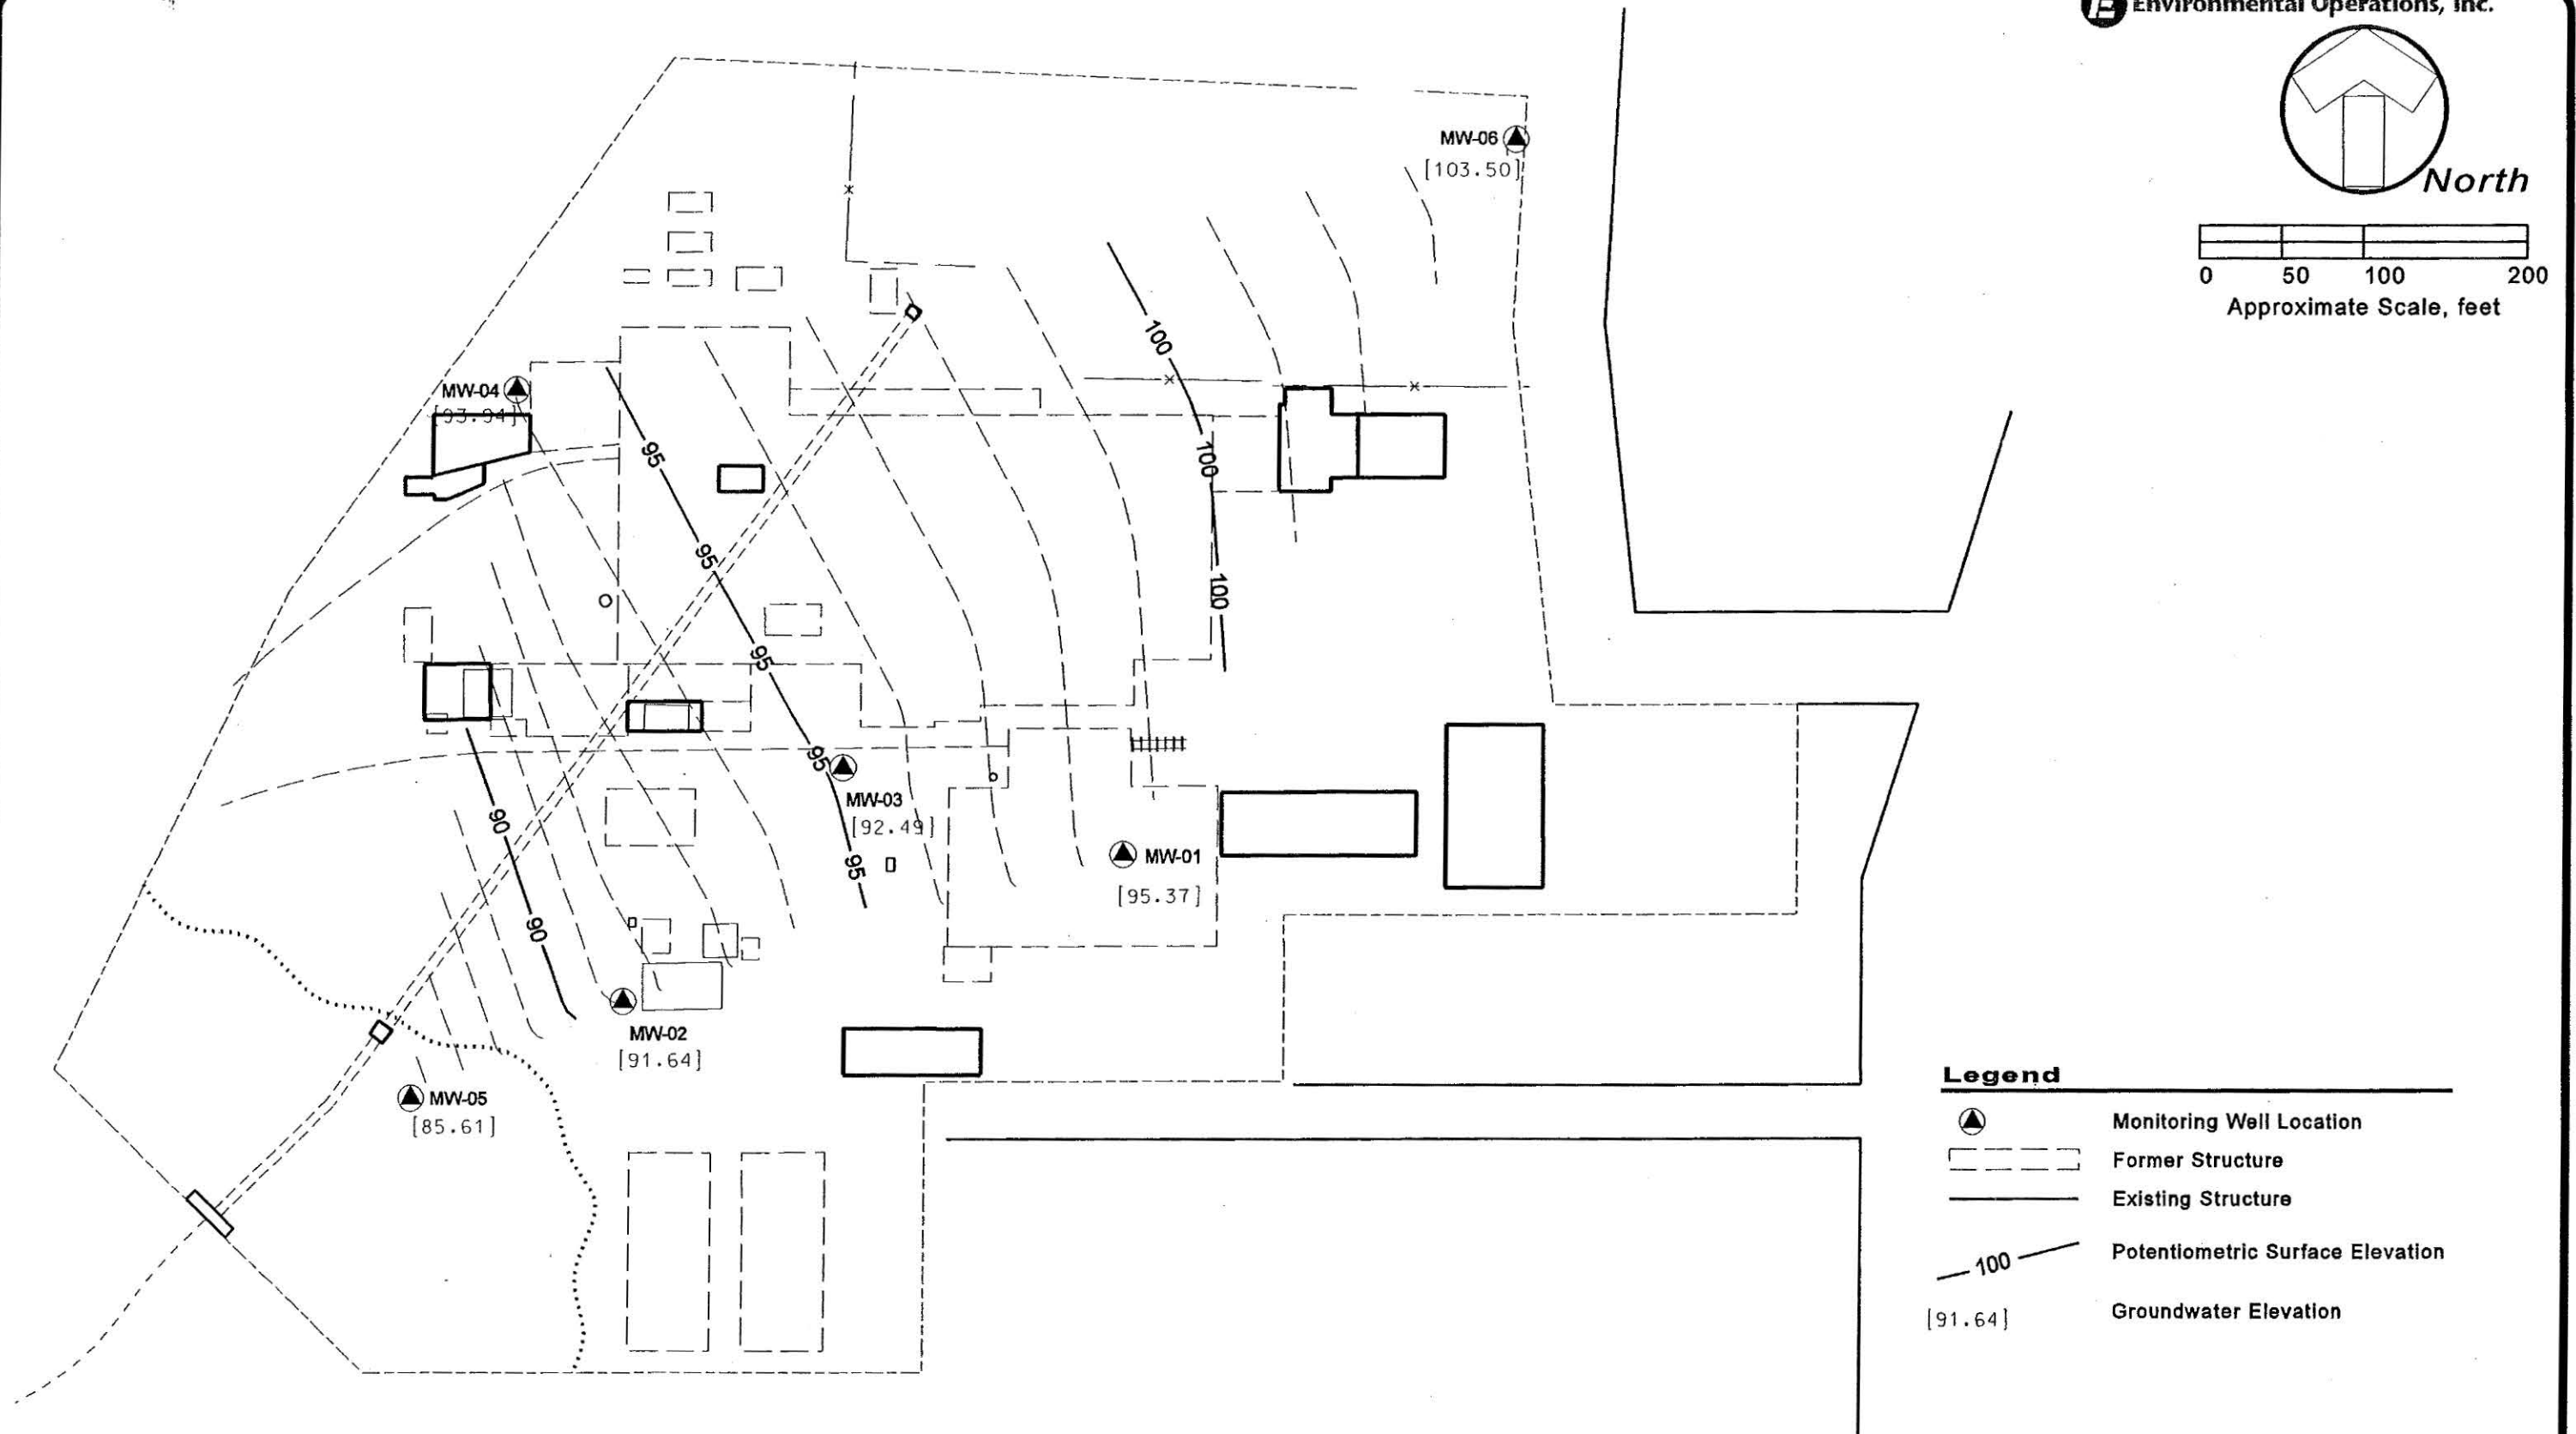 Environmental Operations, Inc.
North
0 50 100 200
Approximate Scale, feet
MW-06
[103.50]
100
100
100
MW-04
[93.94]
95
95
95
95
95
MW-03
[92.49]
90
90
MW-01
[95.37]
MW-02
[91.64]
MW-05
[85.61]
Legend
Monitoring Well Location
Former Structure
Existing Structure
100 Potentiometric Surface Elevation
[91.64] Groundwater Elevation